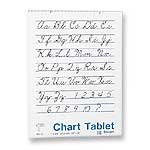 Aa Bb Cc Dd Ee
Ff Gg Hh Ii Jj
Kk Ll Mm Nn
Oo Pp Qq Rr Ss
Tt Uu Vv Ww Xx
Yy Zz 1 2 3 4 5
6 7 8 9 10 ?
Chart Tablet